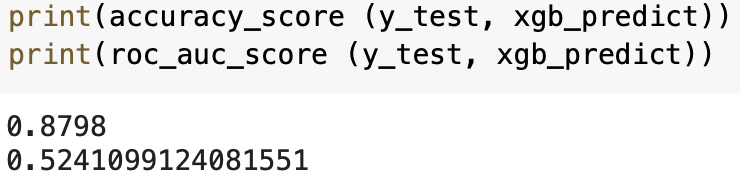 print(accuracy_score (y_test, xgb_predict))
print(roc_auc_score (y_test, xgb_predict))
0.8798
0.5241099124081551